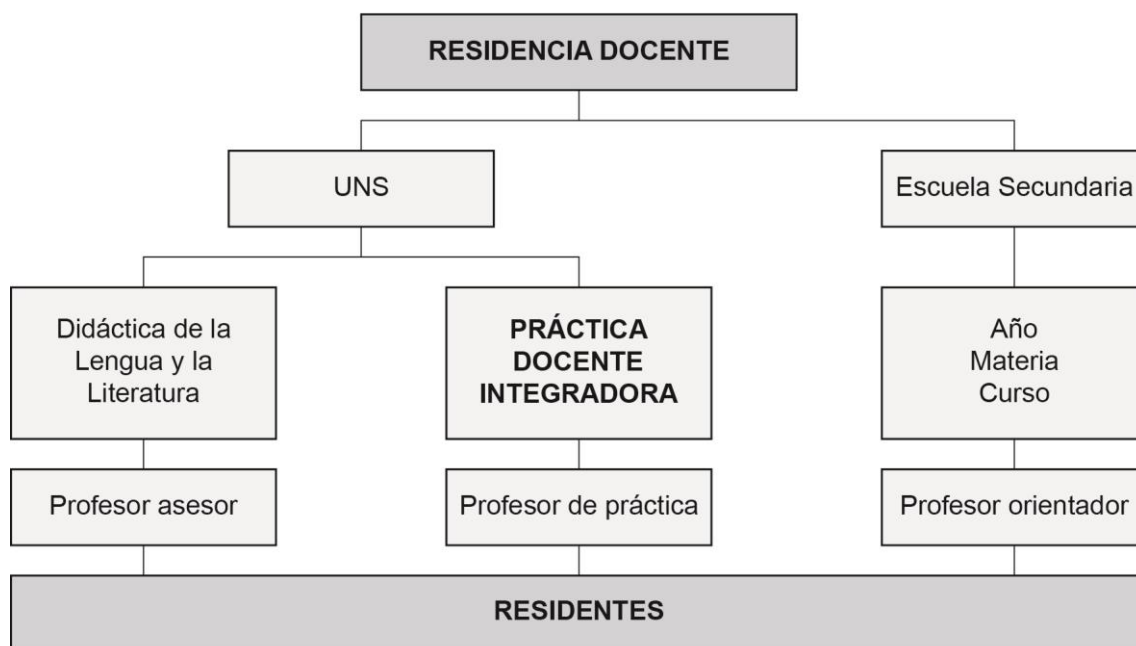 RESIDENCIA DOCENTE
UNS
Escuela Secundaria
Didáctica de la
Lengua y la
Literatura
PRÁCTICA
DOCENTE
INTEGRADORA
Año
Materia
Curso
Profesor asesor
Profesor de práctica
Profesor orientador
RESIDENTES